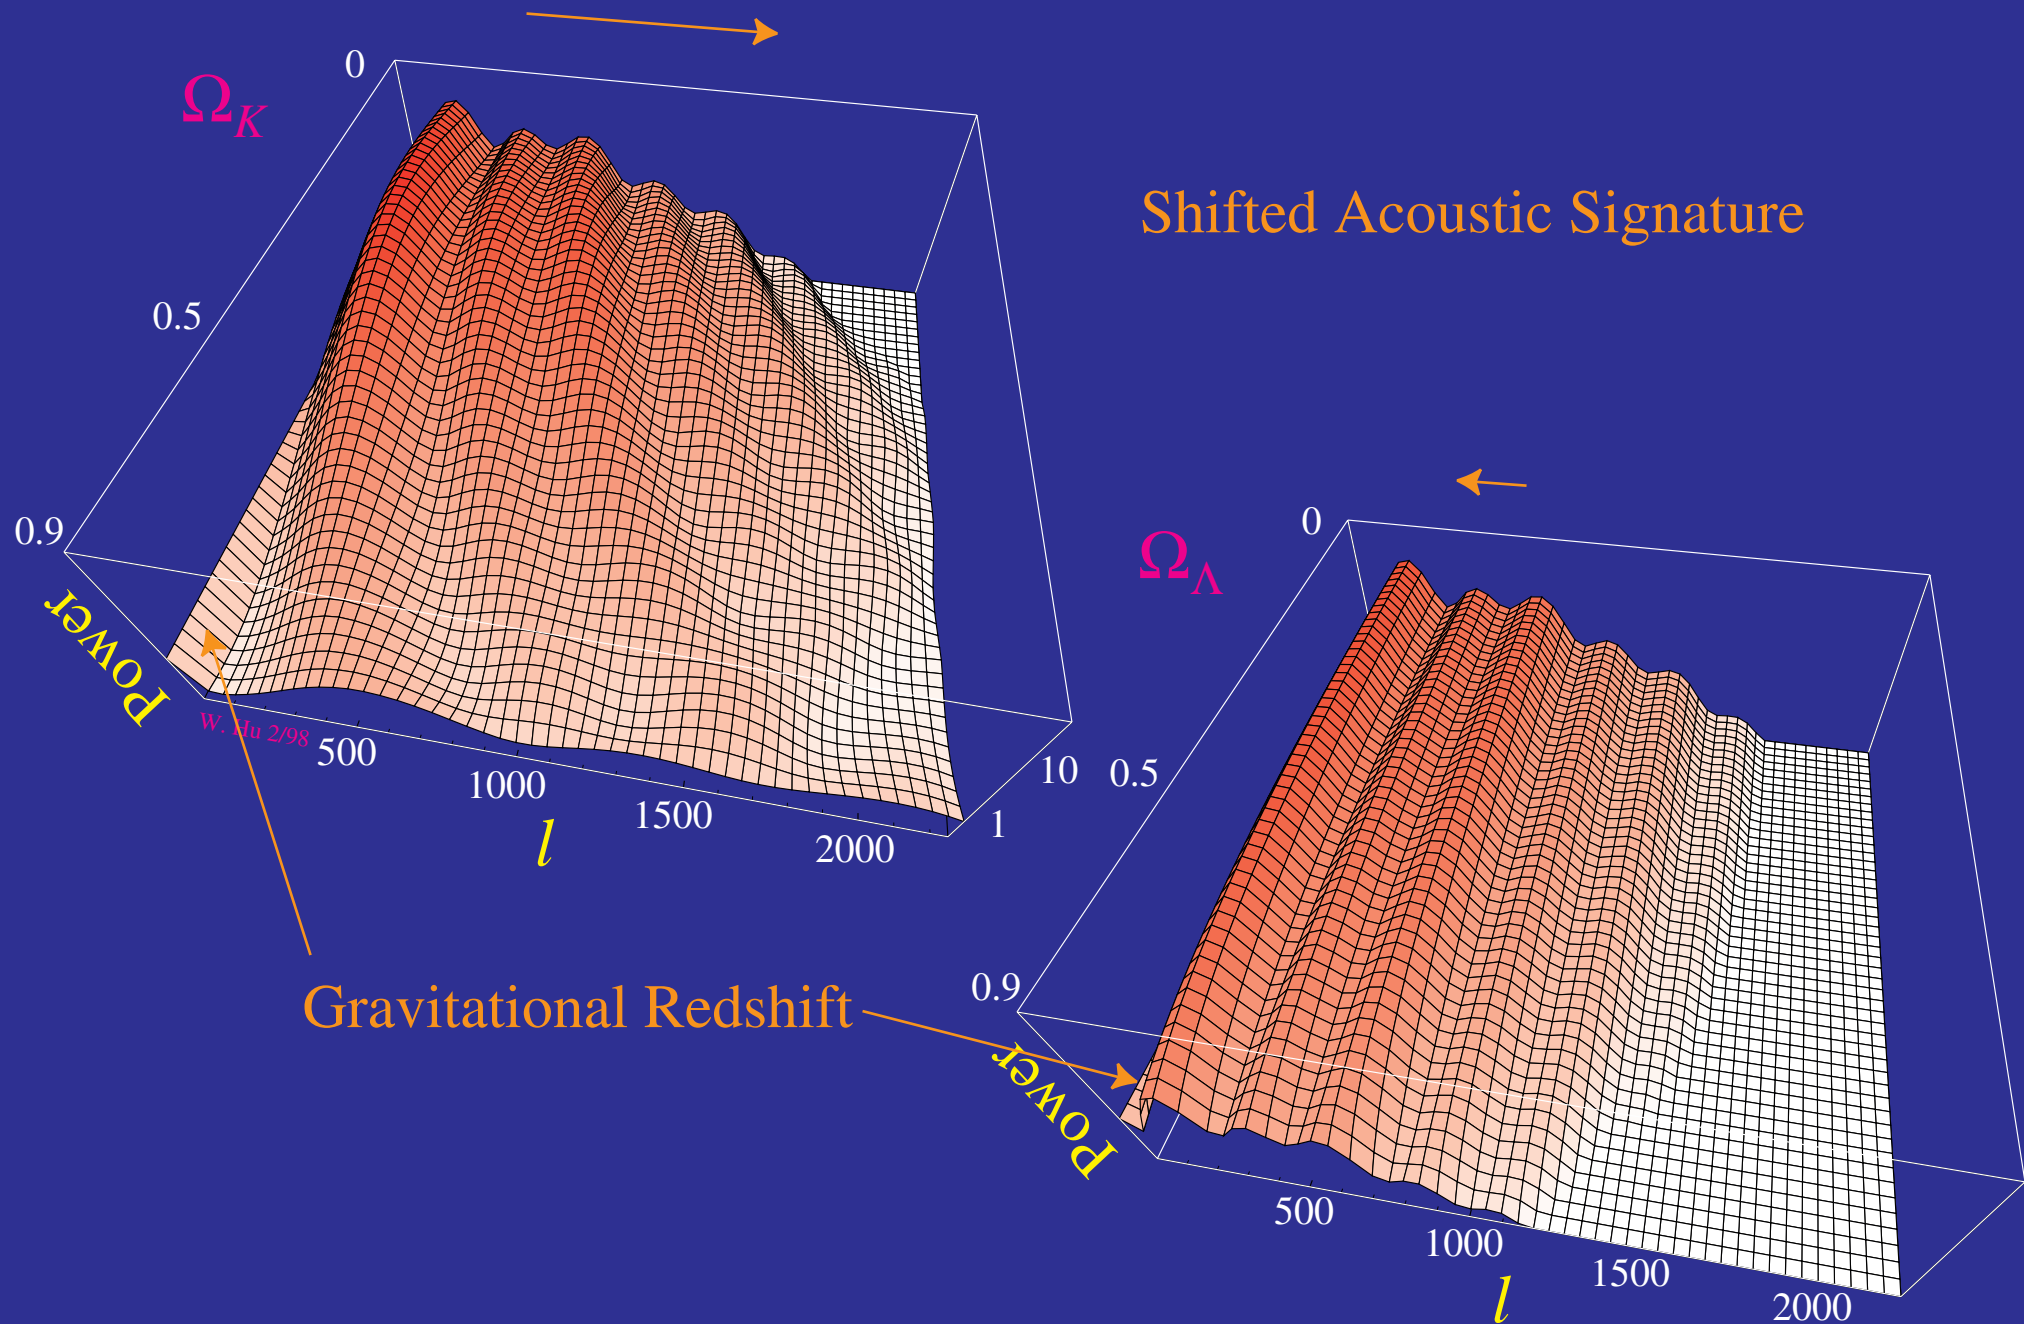 0
Ω_K
0.5
0.9
Power
W. Hu 2/98
500
1000
1500
2000
l
10
1
Shifted Acoustic Signature
0
Ω_Λ
0.5
0.9
Power
500
1000
1500
2000
l
Gravitational Redshift